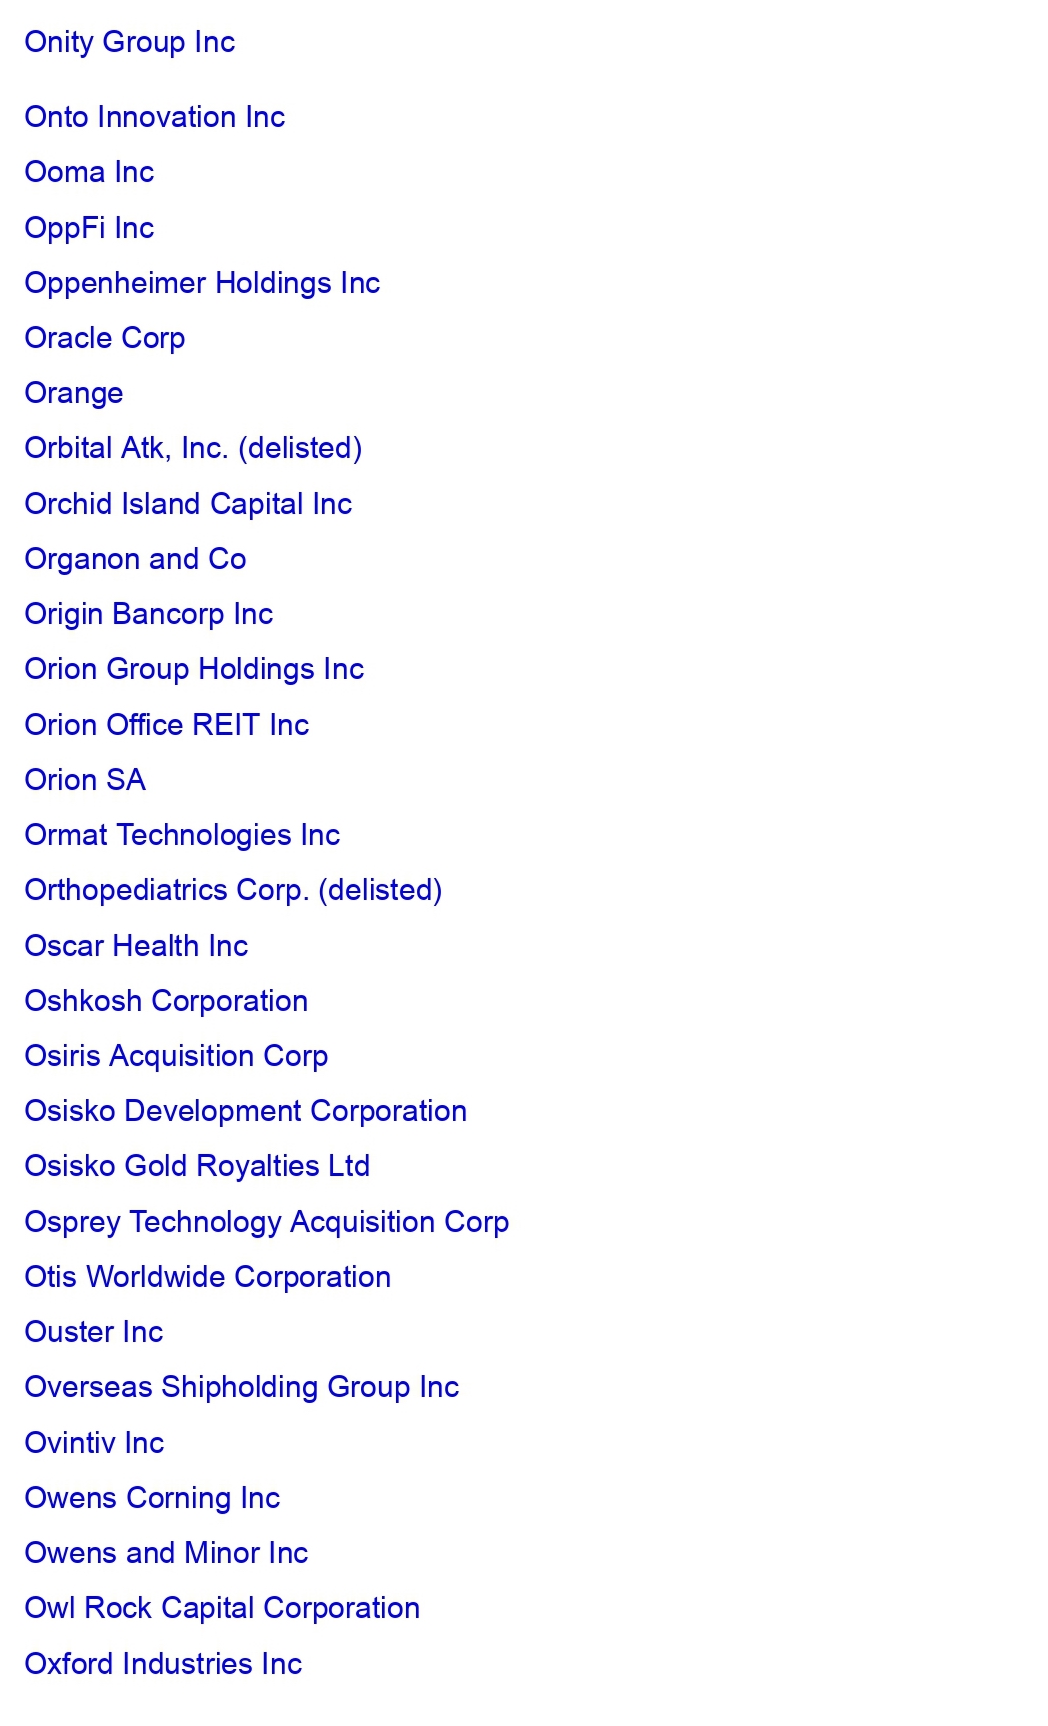 Onity Group Inc
Onto Innovation Inc
Ooma Inc
OppFi Inc
Oppenheimer Holdings Inc
Oracle Corp
Orange
Orbital Atk, Inc. (delisted)
Orchid Island Capital Inc
Organon and Co
Origin Bancorp Inc
Orion Group Holdings Inc
Orion Office REIT Inc
Orion SA
Ormat Technologies Inc
Orthopediatrics Corp. (delisted)
Oscar Health Inc
Oshkosh Corporation
Osiris Acquisition Corp
Osisko Development Corporation
Osisko Gold Royalties Ltd
Osprey Technology Acquisition Corp
Otis Worldwide Corporation
Ouster Inc
Overseas Shipholding Group Inc
Ovintiv Inc
Owens Corning Inc
Owens and Minor Inc
Owl Rock Capital Corporation
Oxford Industries Inc